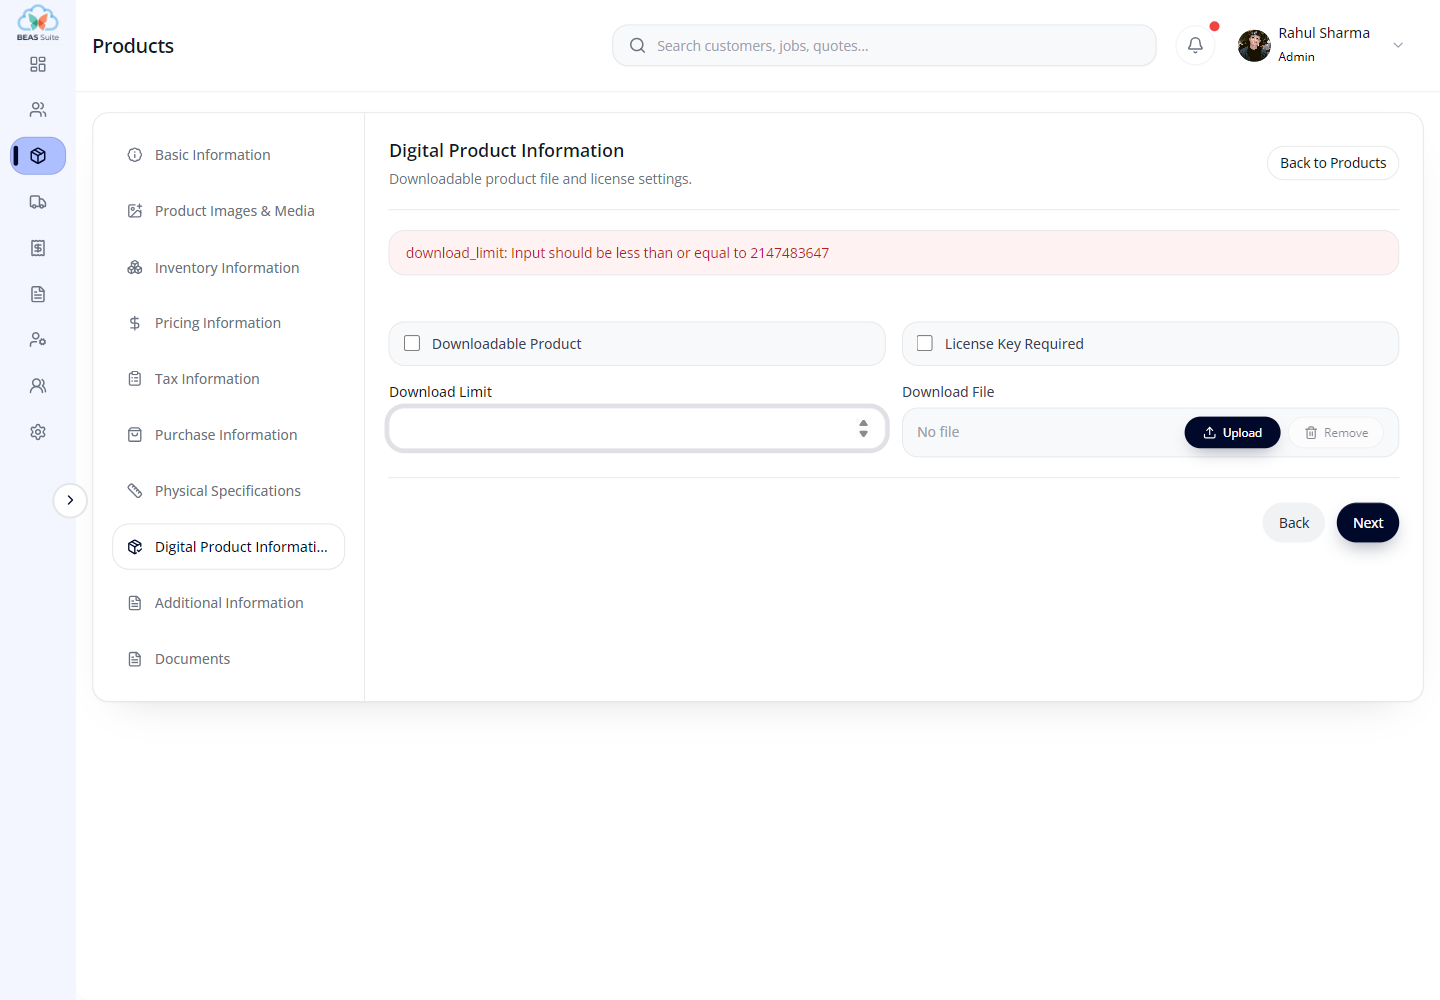 BEAS Suite
Products
Search customers, jobs, quotes...
Rahul Sharma
Admin
Basic Information
Product Images & Media
Inventory Information
Pricing Information
Tax Information
Purchase Information
Physical Specifications
Digital Product Informati...
Additional Information
Documents
Digital Product Information
Downloadable product file and license settings.
Back to Products
download_limit: Input should be less than or equal to 2147483647
Downloadable Product
License Key Required
Download Limit
Download File
No file
Upload
Remove
Back
Next